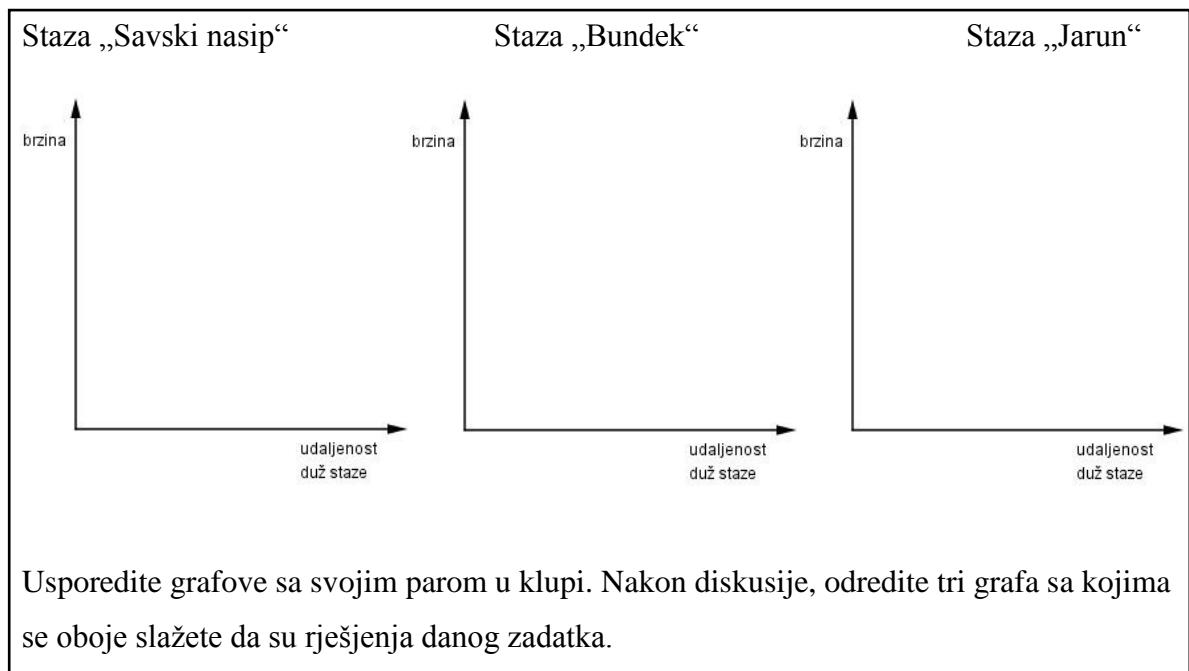 Staza „Savski nasip“ Staza „Bundek“ Staza „Jarun“
brzina brzina brzina
udaljenost udaljenost udaljenost
duž staze duž staze duž staze
Usporedite grafove sa svojim parom u klupi. Nakon diskusije, odredite tri grafa sa kojima
se oboje slažete da su rješenja danog zadatka.